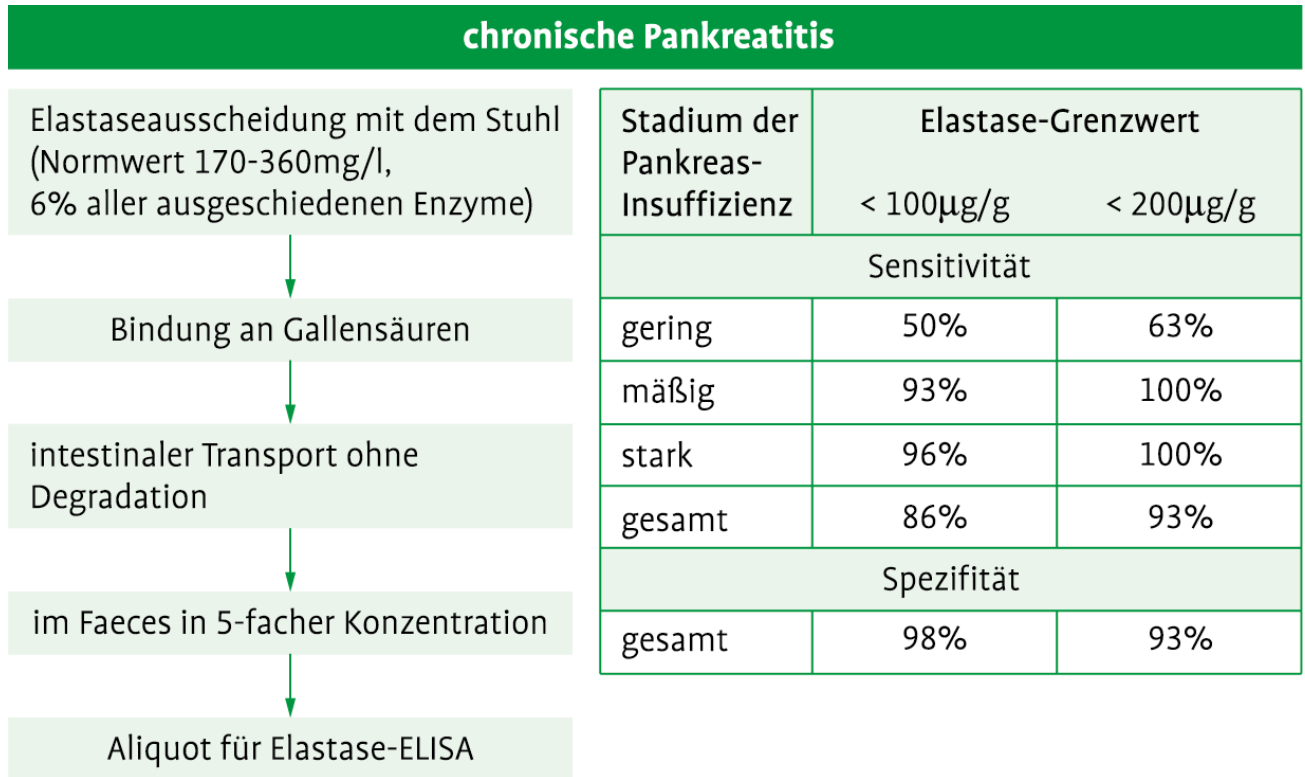 chronische Pankreatitis
Elastaseausscheidung mit dem Stuhl
(Normwert 170-360mg/l,
6% aller ausgeschiedenen Enzyme)
Bindung an Gallensäuren
intestinaler Transport ohne
Degradation
im Faeces in 5-facher Konzentration
Aliquot für Elastase-ELISA
Stadium der
Pankreas-
Insuffizienz
Elastase-Grenzwert
< 100µg/g < 200µg/g
Sensitivität
gering 50% 63%
mäßig 93% 100%
stark 96% 100%
gesamt 86% 93%
Spezifität
gesamt 98% 93%